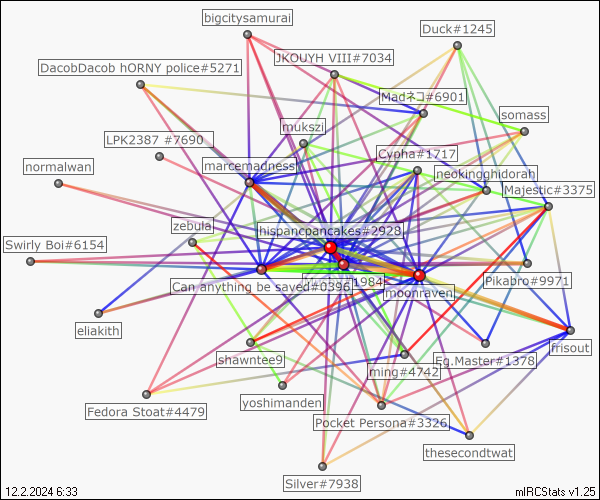 bigcitysamurai
Duck#1245
JKOUYH VIII#7034
DacobDacob hORNY police#5271
Madネコ#6901
somass
mukszi
LPK2387 #7690
Cypha#1717
marcemadness
normalwan
neokingghidorah
Majestic#3375
zebula
hispancpancakes#2928
Swirly Boi#6154
Pikabro#9971
Can anything be saved#0396
1984
moonraven
eliakith
frisout
shawntee9
Eg.Master#1378
ming#4742
yoshimanden
Fedora Stoat#4479
Pocket Persona#3326
thesecondtwat
Silver#7938
12.2.2024 6:33
mIRCStats v1.25